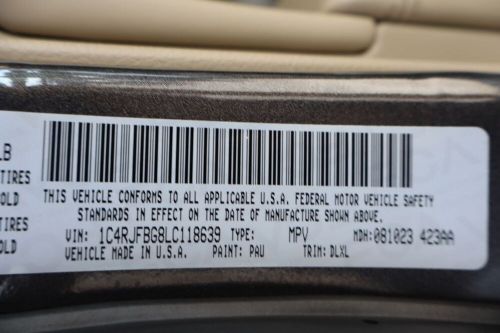 LB
TIRES
OLD
TIRES
OLD
THIS VEHICLE CONFORMS TO ALL APPLICABLE U.S.A. FEDERAL MOTOR VEHICLE SAFETY
STANDARDS IN EFFECT ON THE DATE OF MANUFACTURE SHOWN ABOVE.
VIN: 1C4RJFBG8LC118639 TYPE: MPV MDH: 081023 423AA
VEHICLE MADE IN U.S.A. PAINT: PAU TRIM: DLXL